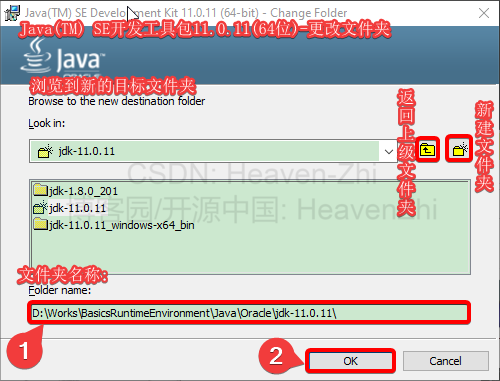 Java(TM) SE Development Kit 11.0.11 (64-bit) - Change Folder
Java(TM) SE开发工具包11.0.11(64位)-更改文件夹
Java
ORACLE
浏览到新的目标文件夹
Browse to the new destination folder
返回上级文件夹
新建文件夹
Look in:
jdk-11.0.11
CSDN: Heaven-Zhi
jdk-1.8.0_201
jdk-11.0.11
博客园/开源中国: Heavenzhi
jdk-11.0.11_windows-x64_bin
文件夹名称:
Folder name:
D:\Works\BasicsRuntimeEnvironment\Java\Oracle\jdk-11.0.11\
1
2
OK
Cancel